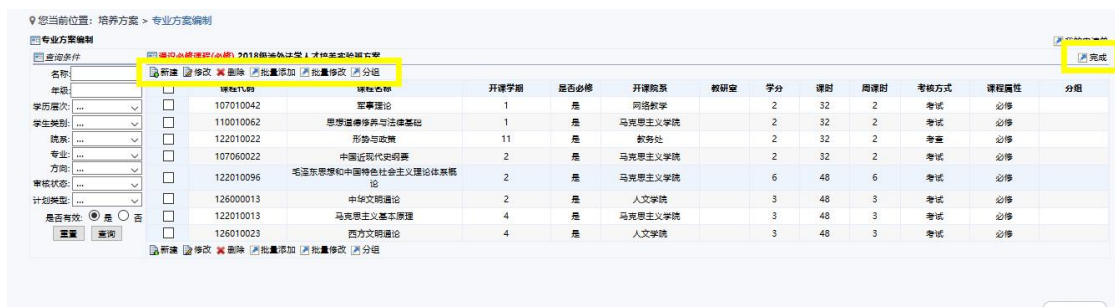 您当前位置：培养方案 > 专业方案编制
专业方案编制
查询条件
名称:
年级:
学历层次: ...
学生类别: ...
院系: ...
专业: ...
方向: ...
审核状态: ...
计划类型: ...
是否有效: 是 否
重置 查询
通识必修课程(必修) 2018级涉外法学人才培养实验班方案
完成
新建 修改 删除 批量添加 批量修改 分组
课程代码 课程名称 开课学期 是否必修 开课院系 教研室 学分 课时 周课时 考核方式 课程属性 分组
107010042 军事理论 1 是 网络教学 2 32 2 考试 必修
110010062 思想道德修养与法律基础 1 是 马克思主义学院 2 32 2 考试 必修
122010022 形势与政策 11 是 教务处 2 32 2 考查 必修
107060022 中国近现代史纲要 2 是 马克思主义学院 2 32 2 考试 必修
122010096 毛泽东思想和中国特色社会主义理论体系概
论 2 是 马克思主义学院 6 48 6 考试 必修
126000013 中华文明通论 2 是 人文学院 3 48 3 考试 必修
122010013 马克思主义基本原理 4 是 马克思主义学院 3 48 3 考试 必修
126010023 西方文明通论 4 是 人文学院 3 48 3 考试 必修
新建 修改 删除 批量添加 批量修改 分组